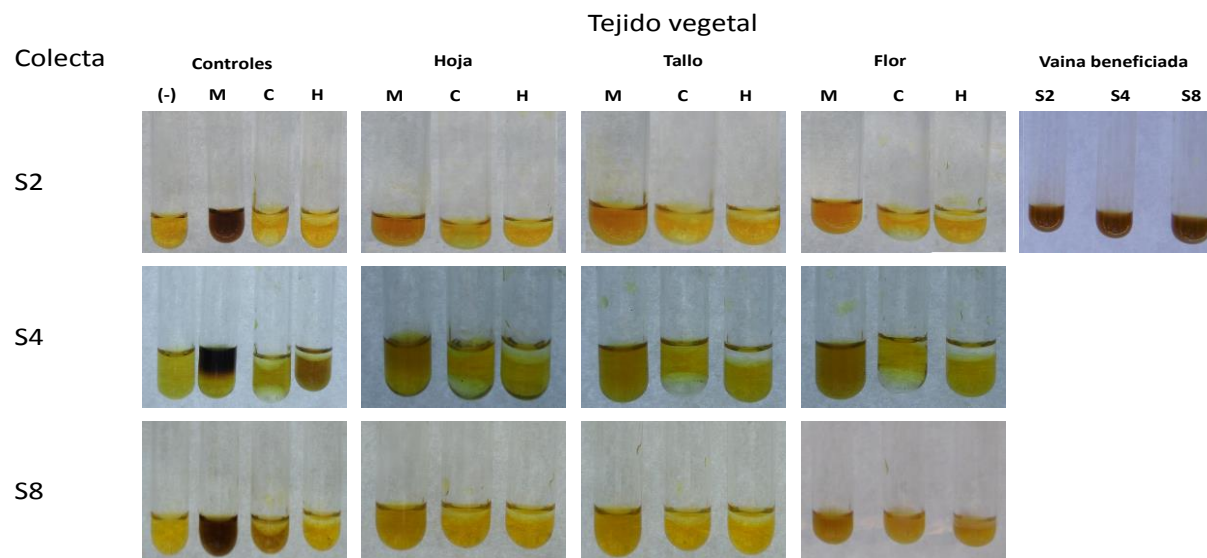 Tejido vegetal
Colecta
Controles Hoja Tallo Flor Vaina beneficiada
(-) M C H M C H M C H M C H S2 S4 S8
S2
S4
S8